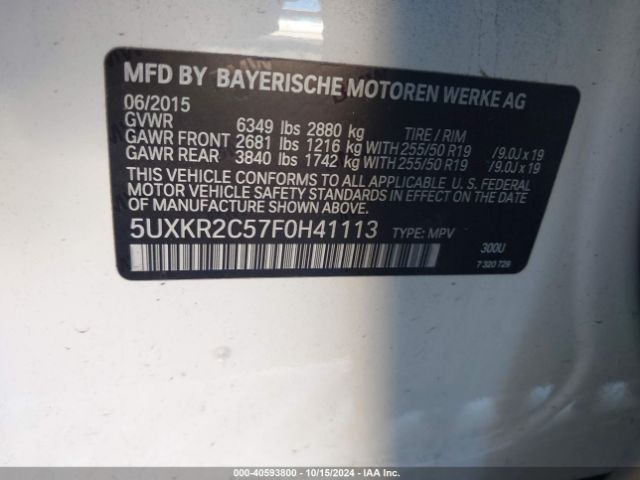 MFD BY BAYERISCHE MOTOREN WERKE AG
06/2015
GVWR 6349 lbs 2880 kg TIRE / RIM
GAWR FRONT 2681 lbs 1216 kg WITH 255/50 R19 /9.0J x 19
GAWR REAR 3840 lbs 1742 kg WITH 255/50 R19 /9.0J x 19
THIS VEHICLE CONFORMS TO ALL APPLICABLE U. S. FEDERAL
MOTOR VEHICLE SAFETY STANDARDS IN EFFECT ON THE DATE
OF MANUFACTURE SHOWN ABOVE.
5UXKR2C57F0H41113 TYPE: MPV
300U
7 320 729
000-40593800 - 10/15/2024 - IAA Inc.